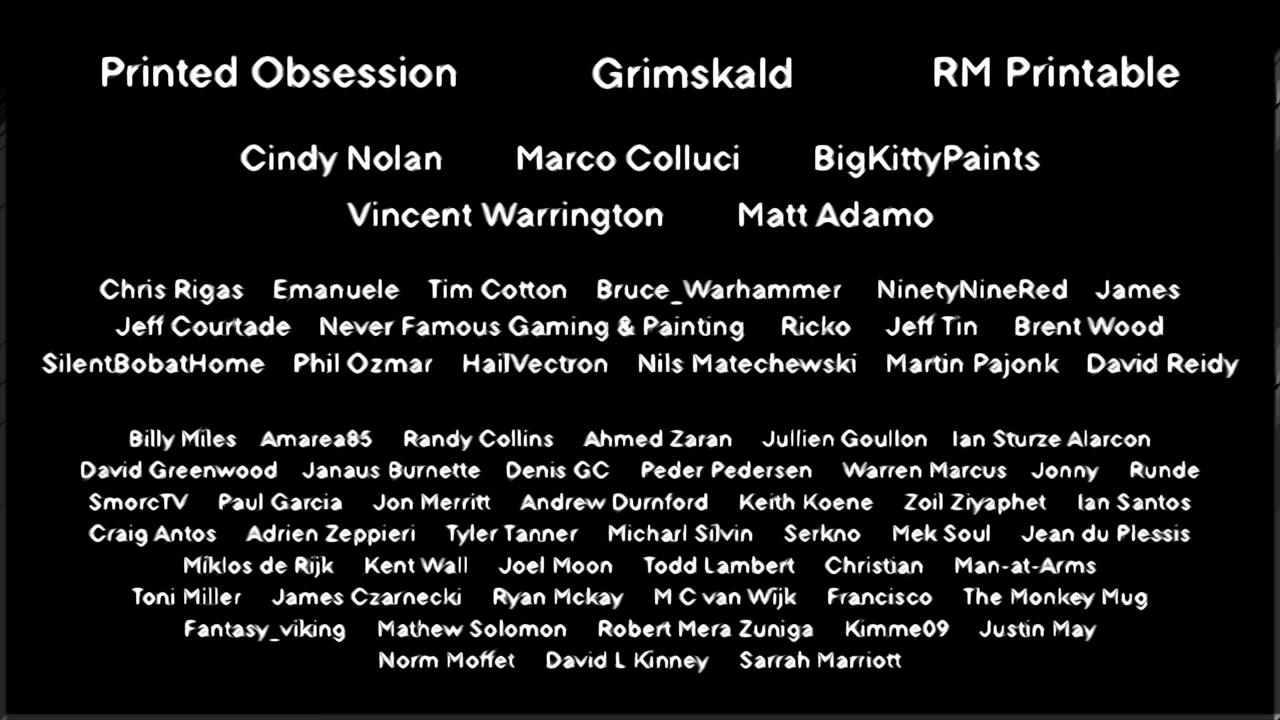 Printed Obsession Grimskald RM Printable
Cindy Nolan Marco Colluci BigKittyPaints
Vincent Warrington Matt Adamo
Chris Rigas Emanuele Tim Cotton Bruce_Warhammer NinetyNineRed James
Jeff Courtade Never Famous Gaming & Painting Ricko Jeff Tin Brent Wood
SilentBobatHome Phil Ozmar HailVectron Nils Matechewski Martin Pajonk David Reidy
Billy Miles Amarea85 Randy Collins Ahmed Zaran Jullien Goullon Ian Sturze Alarcon
David Greenwood Janaus Burnette Denis GC Peder Pedersen Warren Marcus Jonny Runde
SmorcTV Paul Garcia Jon Merritt Andrew Durnford Keith Koene Zoil Ziyaphet Ian Santos
Craig Antos Adrien Zeppieri Tyler Tanner Micharl Silvin Serkno Mek Soul Jean du Plessis
Miklos de Rijk Kent Wall Joel Moon Todd Lambert Christian Man-at-Arms
Toni Miller James Czarnecki Ryan Mckay M C van Wijk Francisco The Monkey Mug
Fantasy_viking Mathew Solomon Robert Mera Zuniga Kimme09 Justin May
Norm Moffet David L Kinney Sarrah Marriott